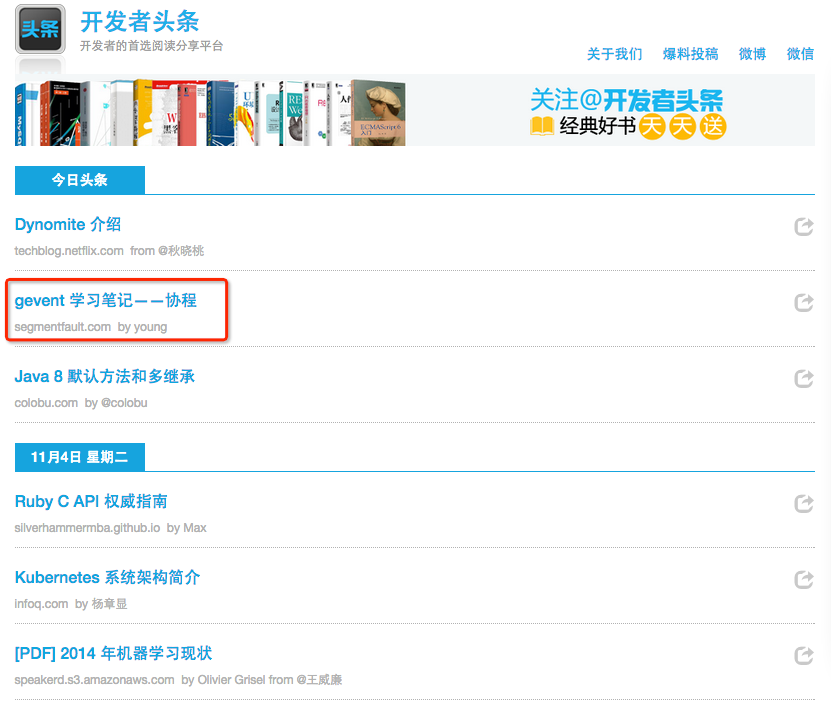 头条
开发者头条
开发者的首选阅读分享平台
关于我们 爆料投稿 微博 微信
关注@开发者头条
经典好书天天送
ECMAScript 6
今日头条
Dynomite 介绍
techblog.netflix.com from @秋晓桃
gevent 学习笔记——协程
segmentfault.com by young
Java 8 默认方法和多继承
colobu.com by @colobu
11月4日 星期二
Ruby C API 权威指南
silverhammermba.github.io by Max
Kubernetes 系统架构简介
infoq.com by 杨章显
[PDF] 2014 年机器学习现状
speakerd.s3.amazonaws.com by Olivier Grisel from @王威廉